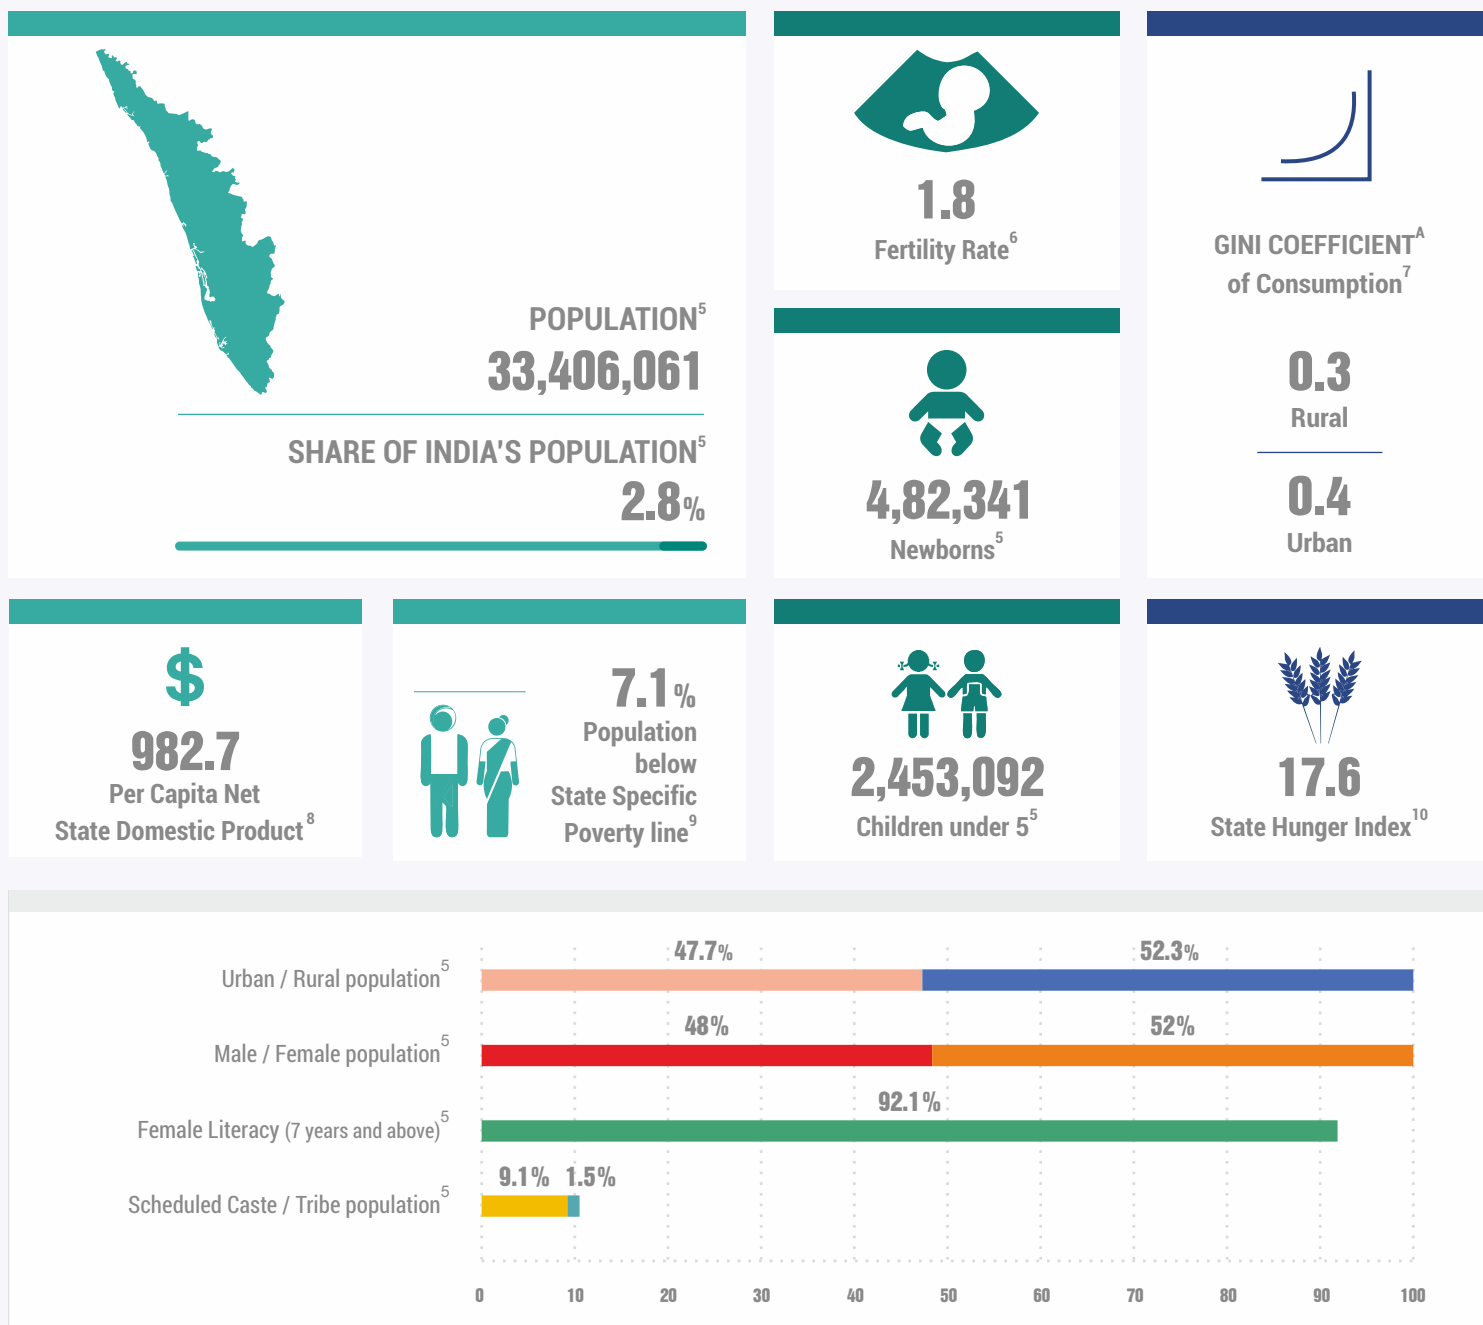 POPULATION5
33,406,061
SHARE OF INDIA'S POPULATION5
2.8%
1.8
Fertility Rate6
4,82,341
Newborns5
GINI COEFFICIENTA
of Consumption7
0.3
Rural
0.4
Urban
$
982.7
Per Capita Net
State Domestic Product8
7.1%
Population
below
State Specific
Poverty line9
2,453,092
Children under 55
17.6
State Hunger Index10
47.7% 52.3%
Urban / Rural population5
48% 52%
Male / Female population5
92.1%
Female Literacy (7 years and above)5
9.1% 1.5%
Scheduled Caste / Tribe population5
0 10 20 30 40 50 60 70 80 90 100